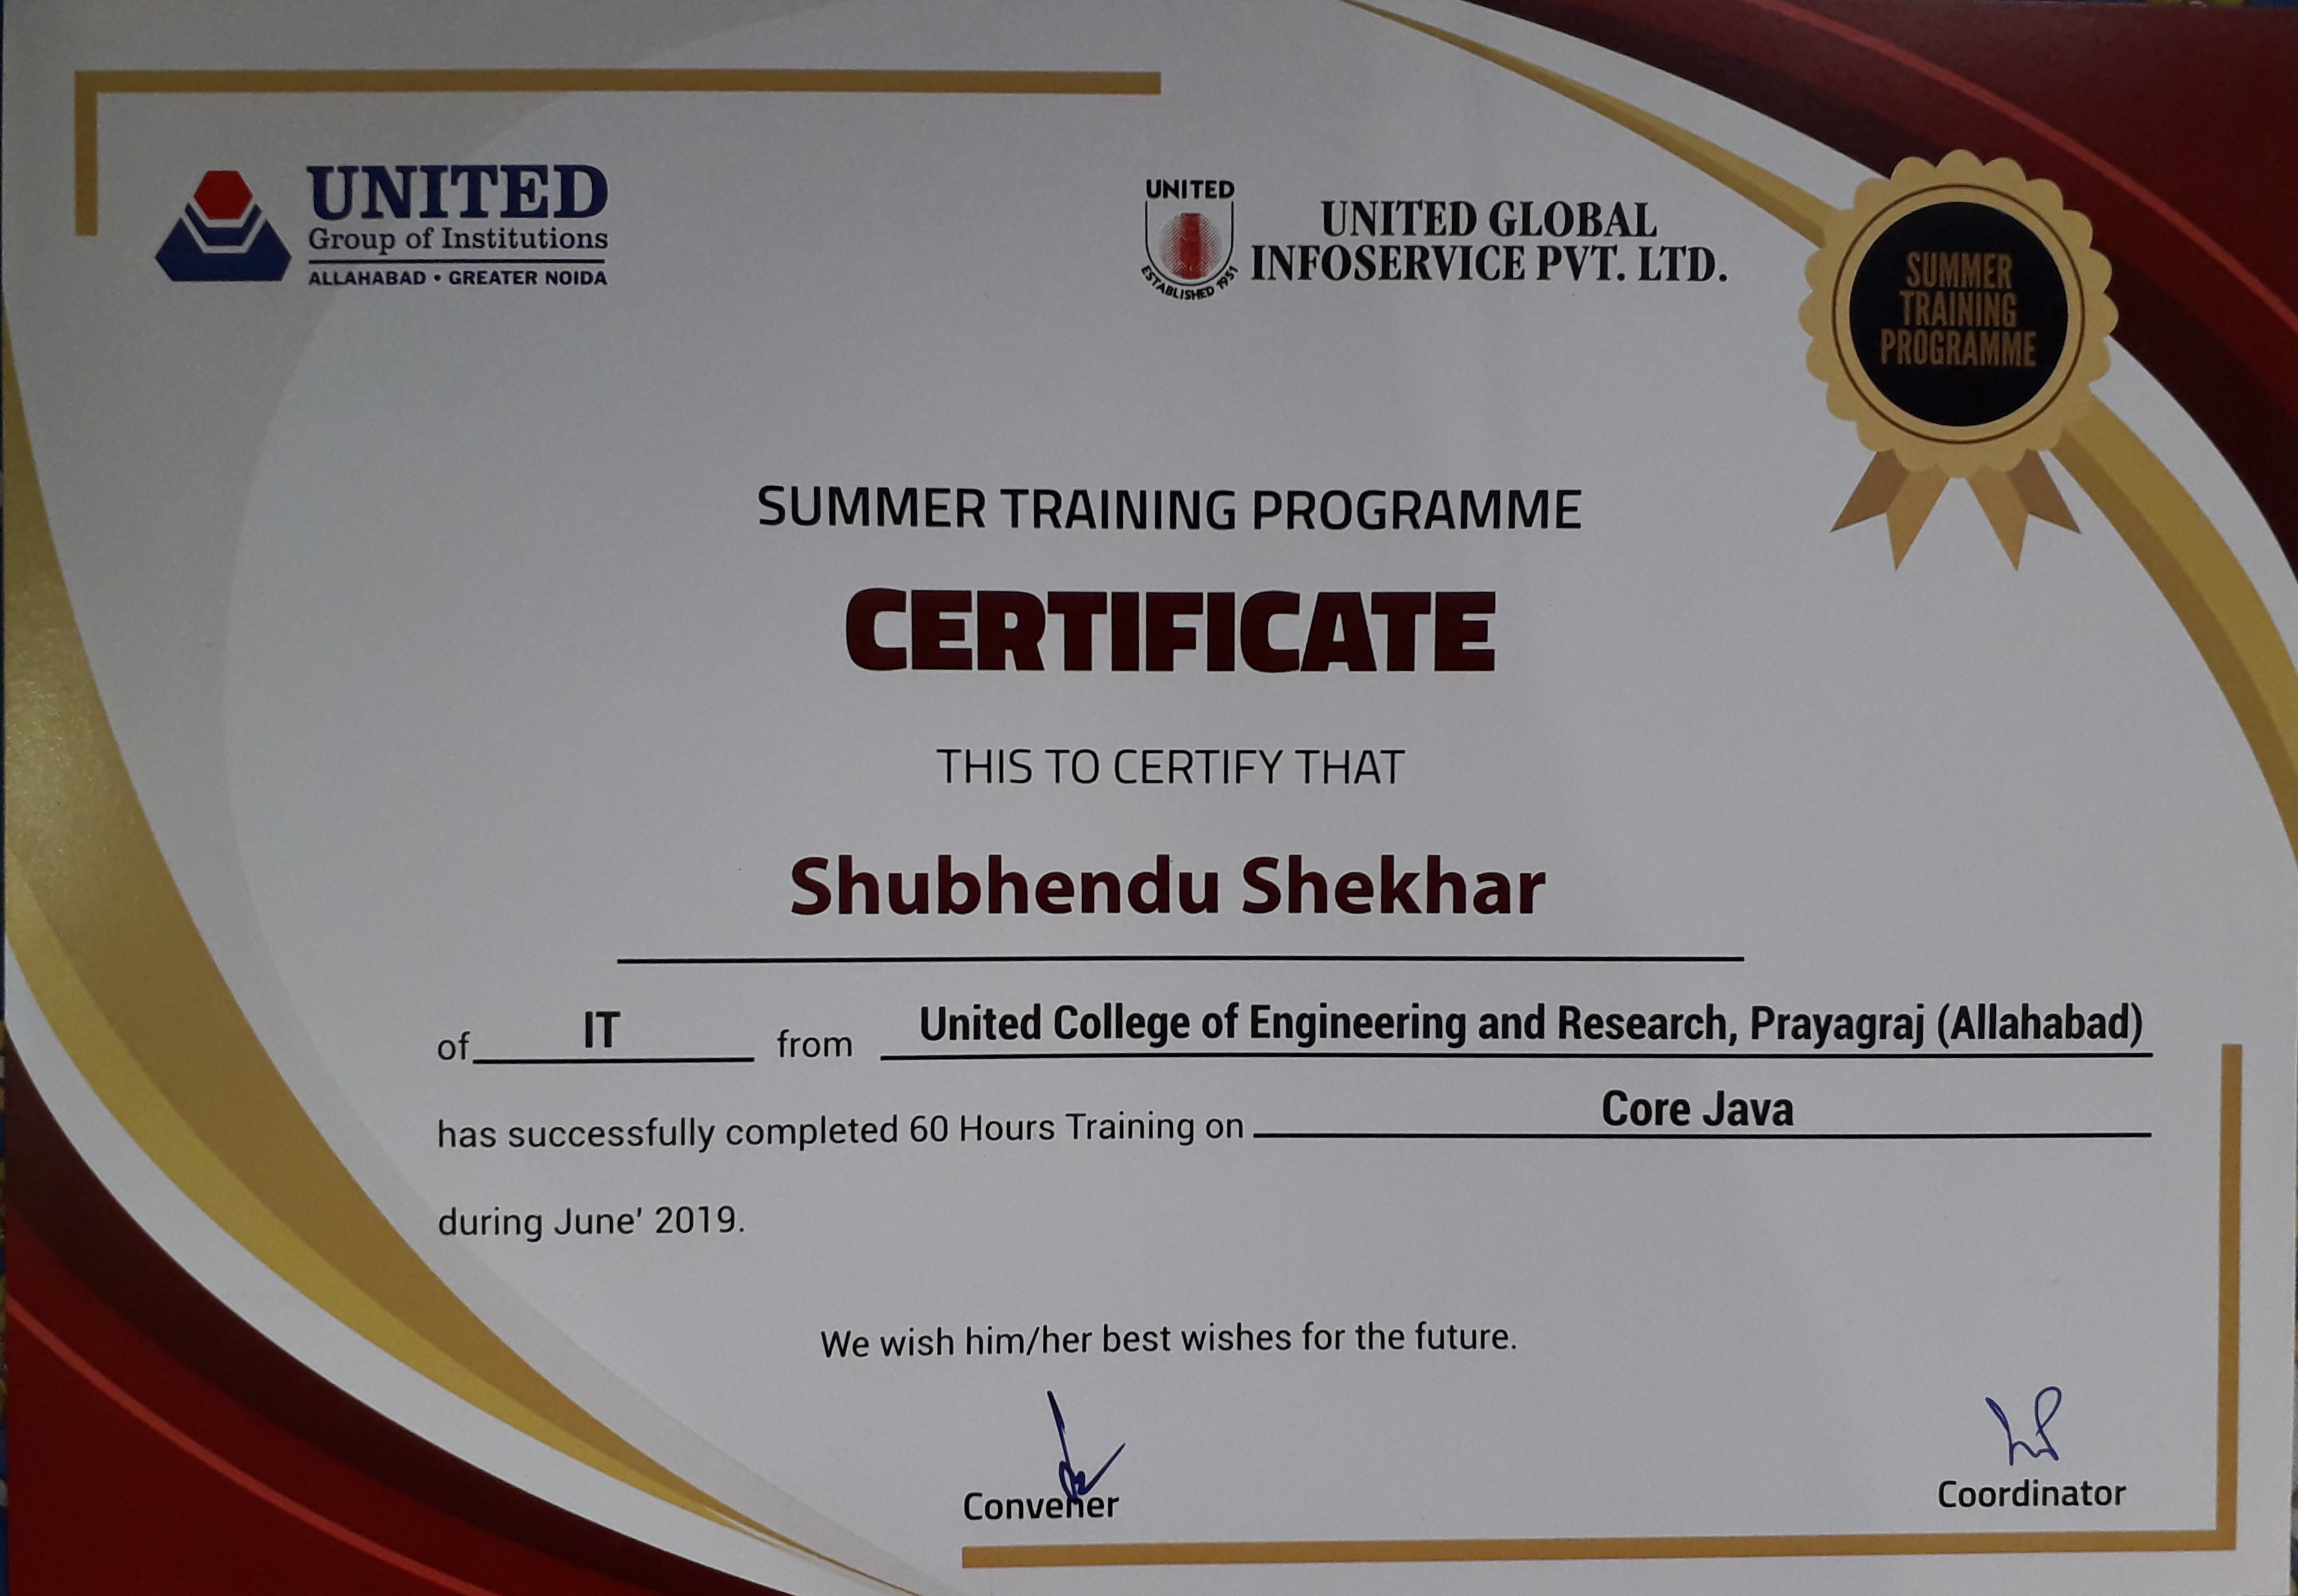 UNITED
Group of Institutions
ALLAHABAD • GREATER NOIDA
UNITED
ESTABLISHED 1951
UNITED GLOBAL
INFOSERVICE PVT. LTD.
SUMMER
TRAINING
PROGRAMME
SUMMER TRAINING PROGRAMME
CERTIFICATE
THIS TO CERTIFY THAT
Shubhendu Shekhar
of IT from United College of Engineering and Research, Prayagraj (Allahabad)
has successfully completed 60 Hours Training on Core Java
during June' 2019.
We wish him/her best wishes for the future.
Convener
Coordinator